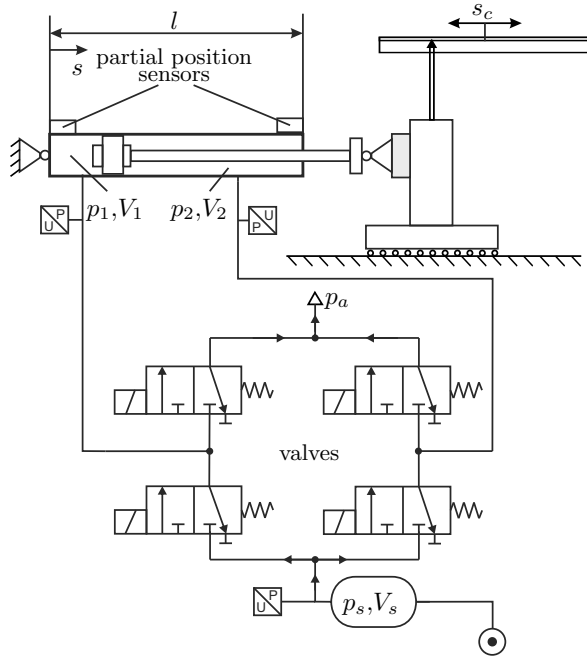 l
s_c
s
partial position
sensors
p_1,V_1
p_2,V_2
P
U
U
P
p_a
valves
P
U
p_s,V_s